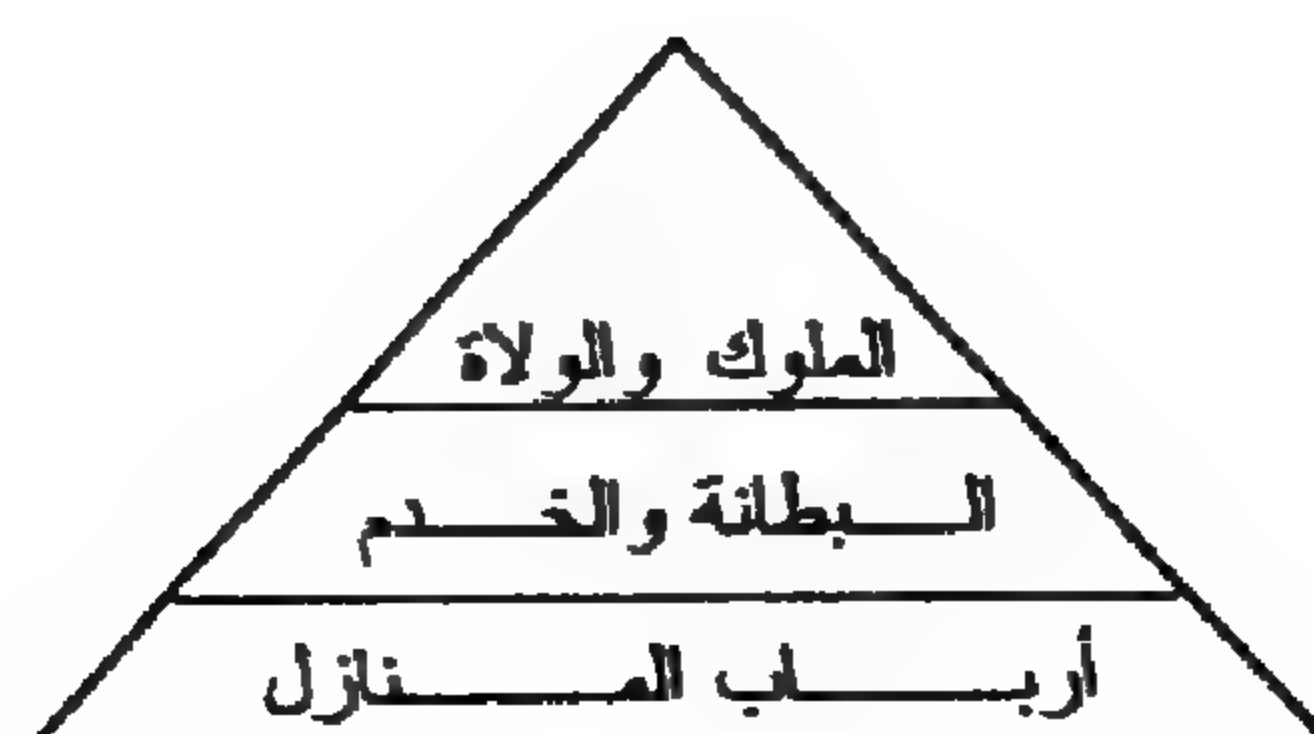 الملوك والولاة
البطانة والخدم
أرباب المنازل